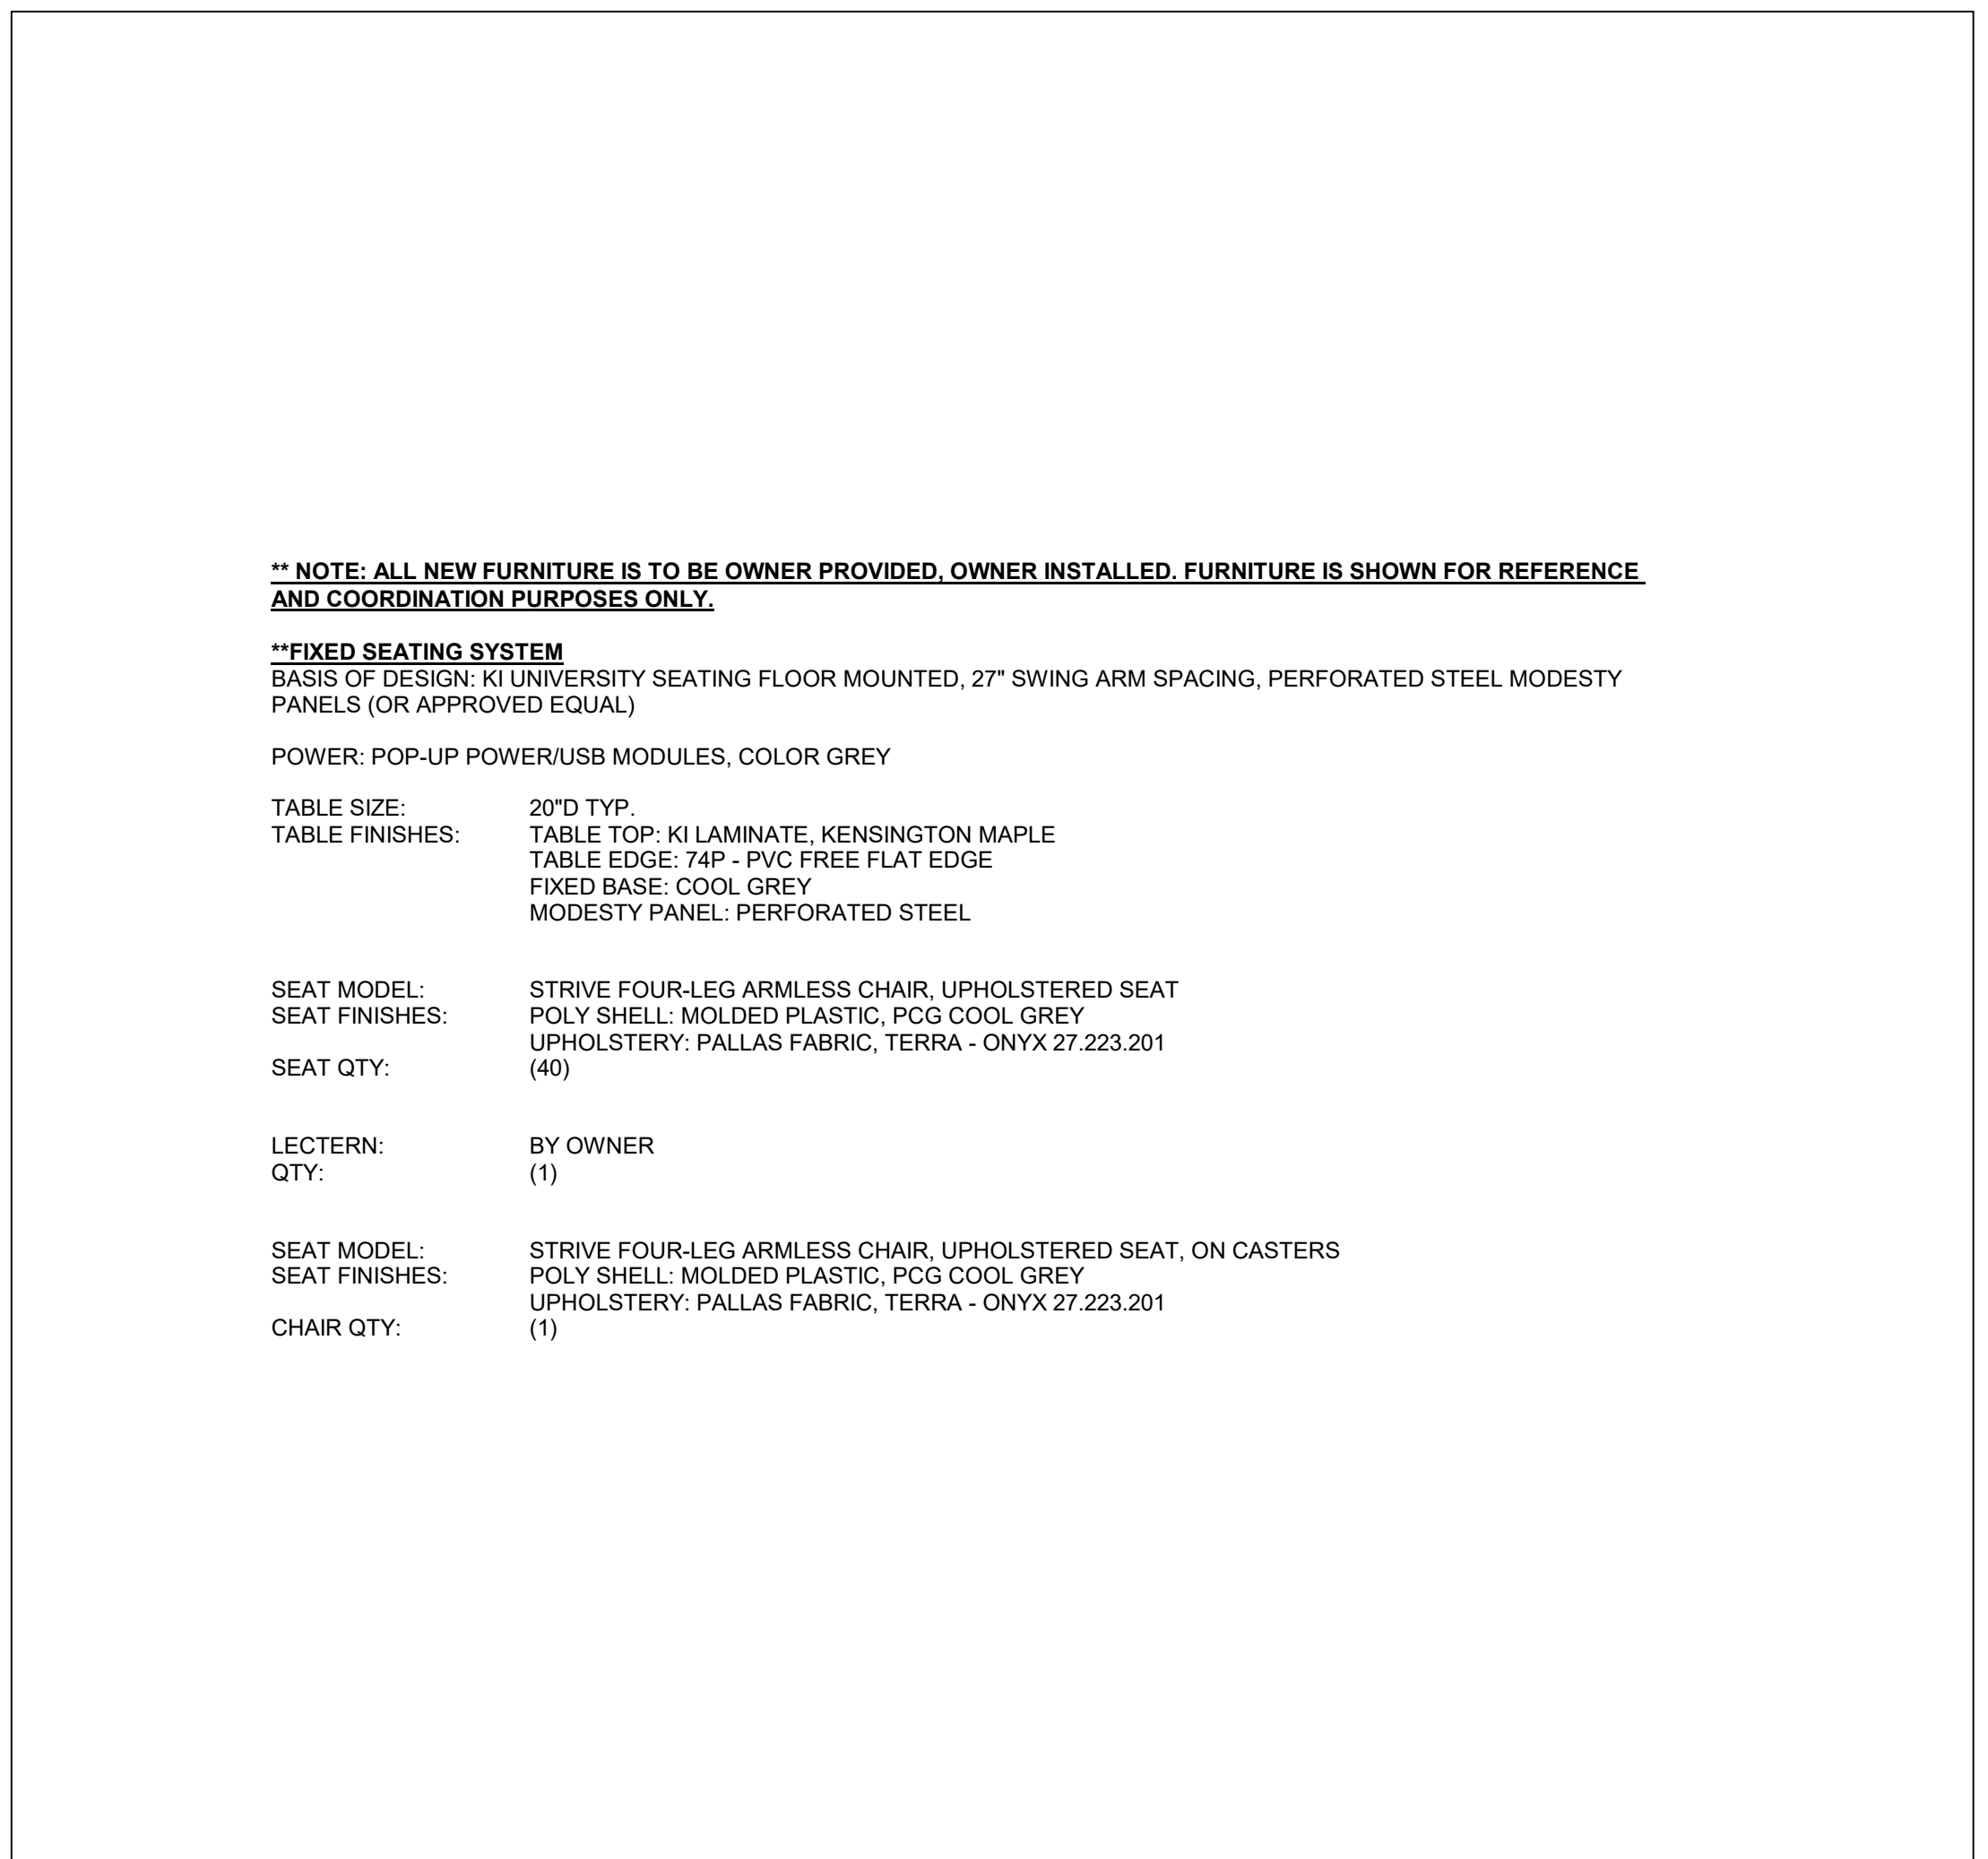 ** NOTE: ALL NEW FURNITURE IS TO BE OWNER PROVIDED, OWNER INSTALLED. FURNITURE IS SHOWN FOR REFERENCE
AND COORDINATION PURPOSES ONLY.
**FIXED SEATING SYSTEM
BASIS OF DESIGN: KI UNIVERSITY SEATING FLOOR MOUNTED, 27" SWING ARM SPACING, PERFORATED STEEL MODESTY
PANELS (OR APPROVED EQUAL)
POWER: POP-UP POWER/USB MODULES, COLOR GREY
TABLE SIZE: 20"D TYP.
TABLE FINISHES: TABLE TOP: KI LAMINATE, KENSINGTON MAPLE
TABLE EDGE: 74P - PVC FREE FLAT EDGE
FIXED BASE: COOL GREY
MODESTY PANEL: PERFORATED STEEL
SEAT MODEL: STRIVE FOUR-LEG ARMLESS CHAIR, UPHOLSTERED SEAT
SEAT FINISHES: POLY SHELL: MOLDED PLASTIC, PCG COOL GREY
UPHOLSTERY: PALLAS FABRIC, TERRA - ONYX 27.223.201
SEAT QTY: (40)
LECTERN: BY OWNER
QTY: (1)
SEAT MODEL: STRIVE FOUR-LEG ARMLESS CHAIR, UPHOLSTERED SEAT, ON CASTERS
SEAT FINISHES: POLY SHELL: MOLDED PLASTIC, PCG COOL GREY
UPHOLSTERY: PALLAS FABRIC, TERRA - ONYX 27.223.201
CHAIR QTY: (1)